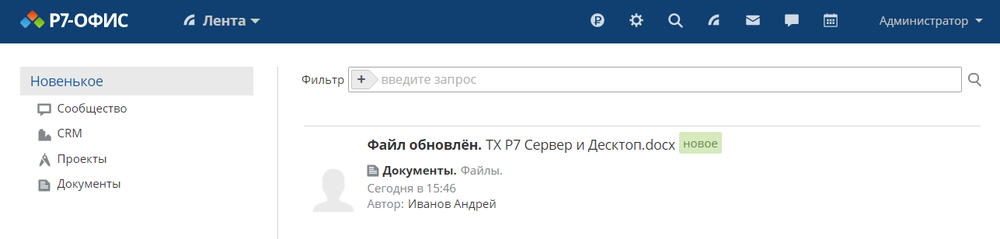 Р7-ОФИС Лента Администратор
Новенькое
Сообщество
CRM
Проекты
Документы
Фильтр + введите запрос
Файл обновлён. ТХ Р7 Сервер и Десктоп.docx новое
Документы. Файлы.
Сегодня в 15:46
Автор: Иванов Андрей